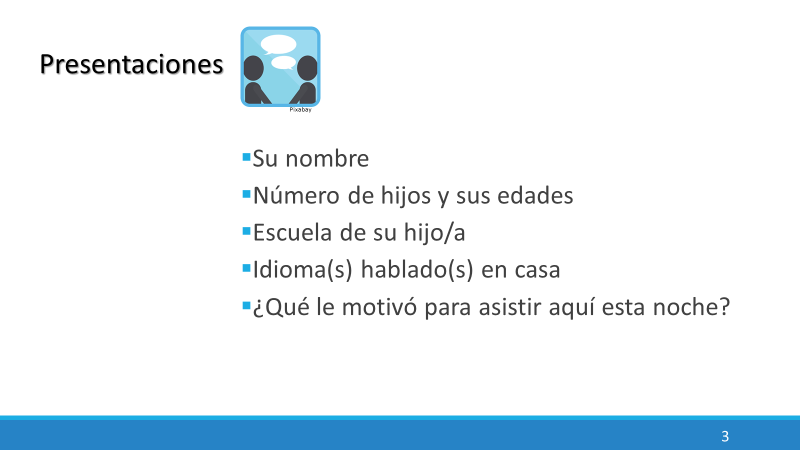 Presentaciones
Pixabay
▪Su nombre
▪Número de hijos y sus edades
▪Escuela de su hijo/a
▪Idioma(s) hablado(s) en casa
▪¿Qué le motivó para asistir aquí esta noche?
3